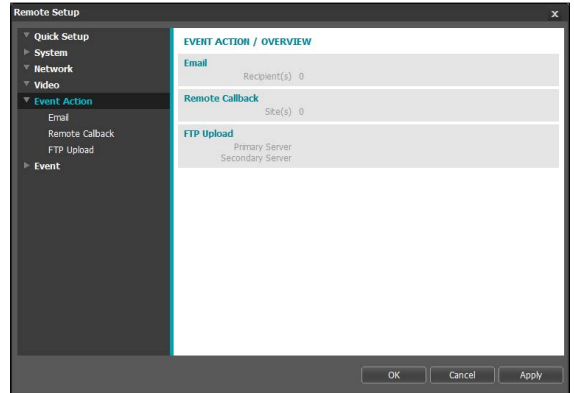 Remote Setup
x
Quick Setup
System
Network
Video
Event Action
Email
Remote Callback
FTP Upload
Event
EVENT ACTION / OVERVIEW
Email
Recipient(s) 0
Remote Callback
Site(s) 0
FTP Upload
Primary Server
Secondary Server
OK
Cancel
Apply